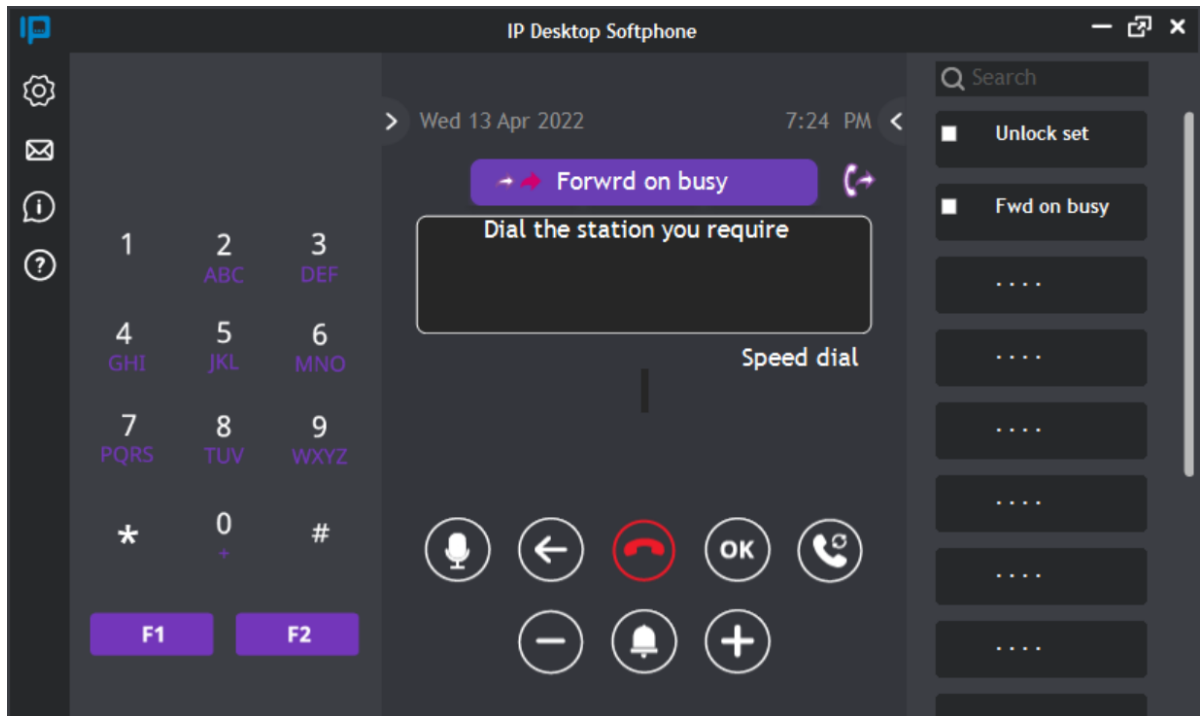 IP
IP Desktop Softphone
Search
Wed 13 Apr 2022
7:24 PM
Unlock set
Forwrd on busy
Fwd on busy
Dial the station you require
Speed dial
1
2
3
ABC
DEF
4
5
6
GHI
JKL
MNO
7
8
9
PQRS
TUV
WXYZ
*
0
#
+
F1
F2
OK
. . . .
. . . .
. . . .
. . . .
. . . .
. . . .